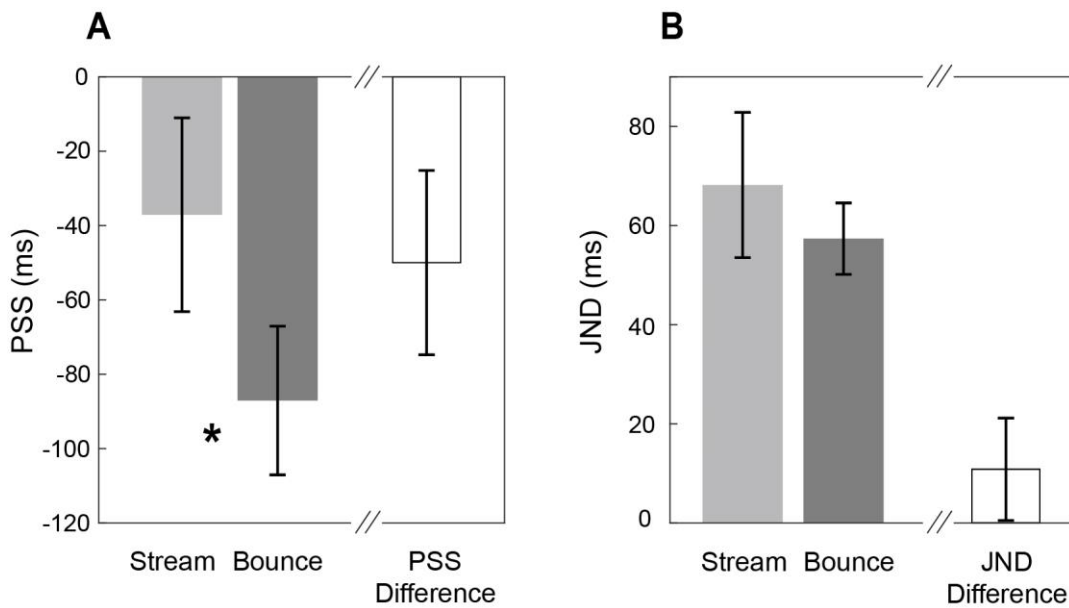 A
PSS (ms)
0
-20
-40
-60
-80
-100
-120
*
Stream
Bounce
PSS
Difference
B
JND (ms)
80
60
40
20
0
Stream
Bounce
JND
Difference